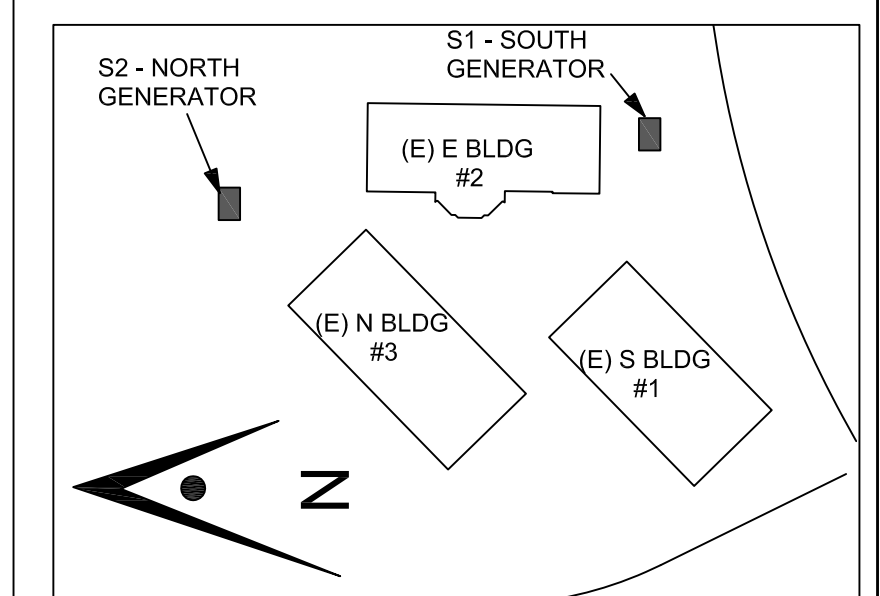 S1 - SOUTH
GENERATOR
S2 - NORTH
GENERATOR
(E) E BLDG
#2
(E) N BLDG
#3
(E) S BLDG
#1
N